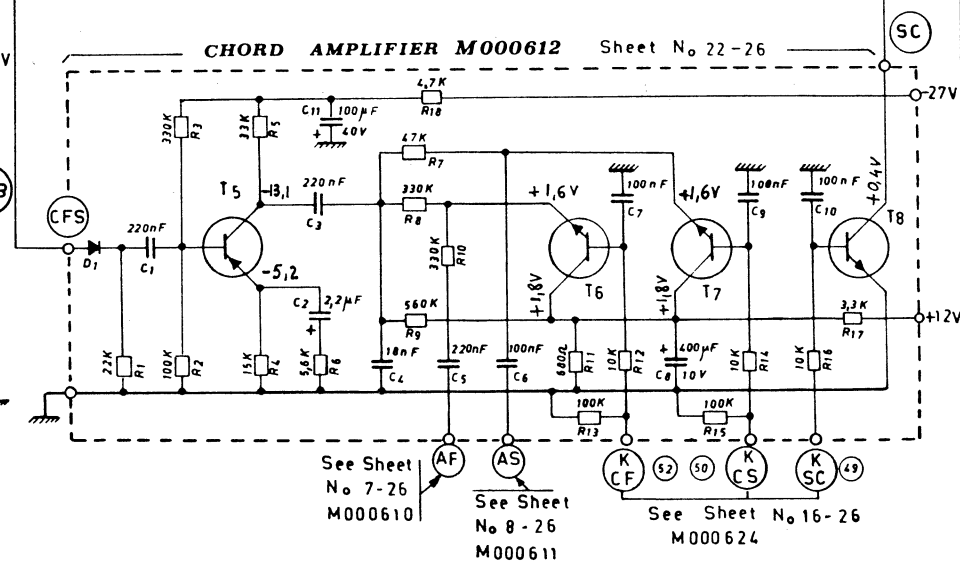 CHORD AMPLIFIER M000612 Sheet No 22-26
SC
V
-27V
4,7K
R18
C11
100µF
40V
330K
R3
33K
R5
47K
R7
T5
-13,1
220nF
C3
330K
R8
+1,6V
100nF
C7
+1,6V
100nF
C9
100nF
C10
+0,4V
T8
CFS
D1
220nF
C1
-5,2
330K
R10
+1,8V
T6
+1,8V
T7
C2
2,2µF
560K
R9
3,3K
R17
+12V
22K
R1
100K
R2
15K
R4
5,6K
R6
18nF
C4
220nF
C5
100nF
C6
680Ω
R11
10K
R12
400µF
C8
10V
10K
R14
10K
R16
100K
R13
100K
R15
AF
AS
K
CF
52
50
K
CS
K
SC
49
See Sheet
No 7-26
M000610
See Sheet
No 8-26
M000611
See Sheet No 16-26
M000624